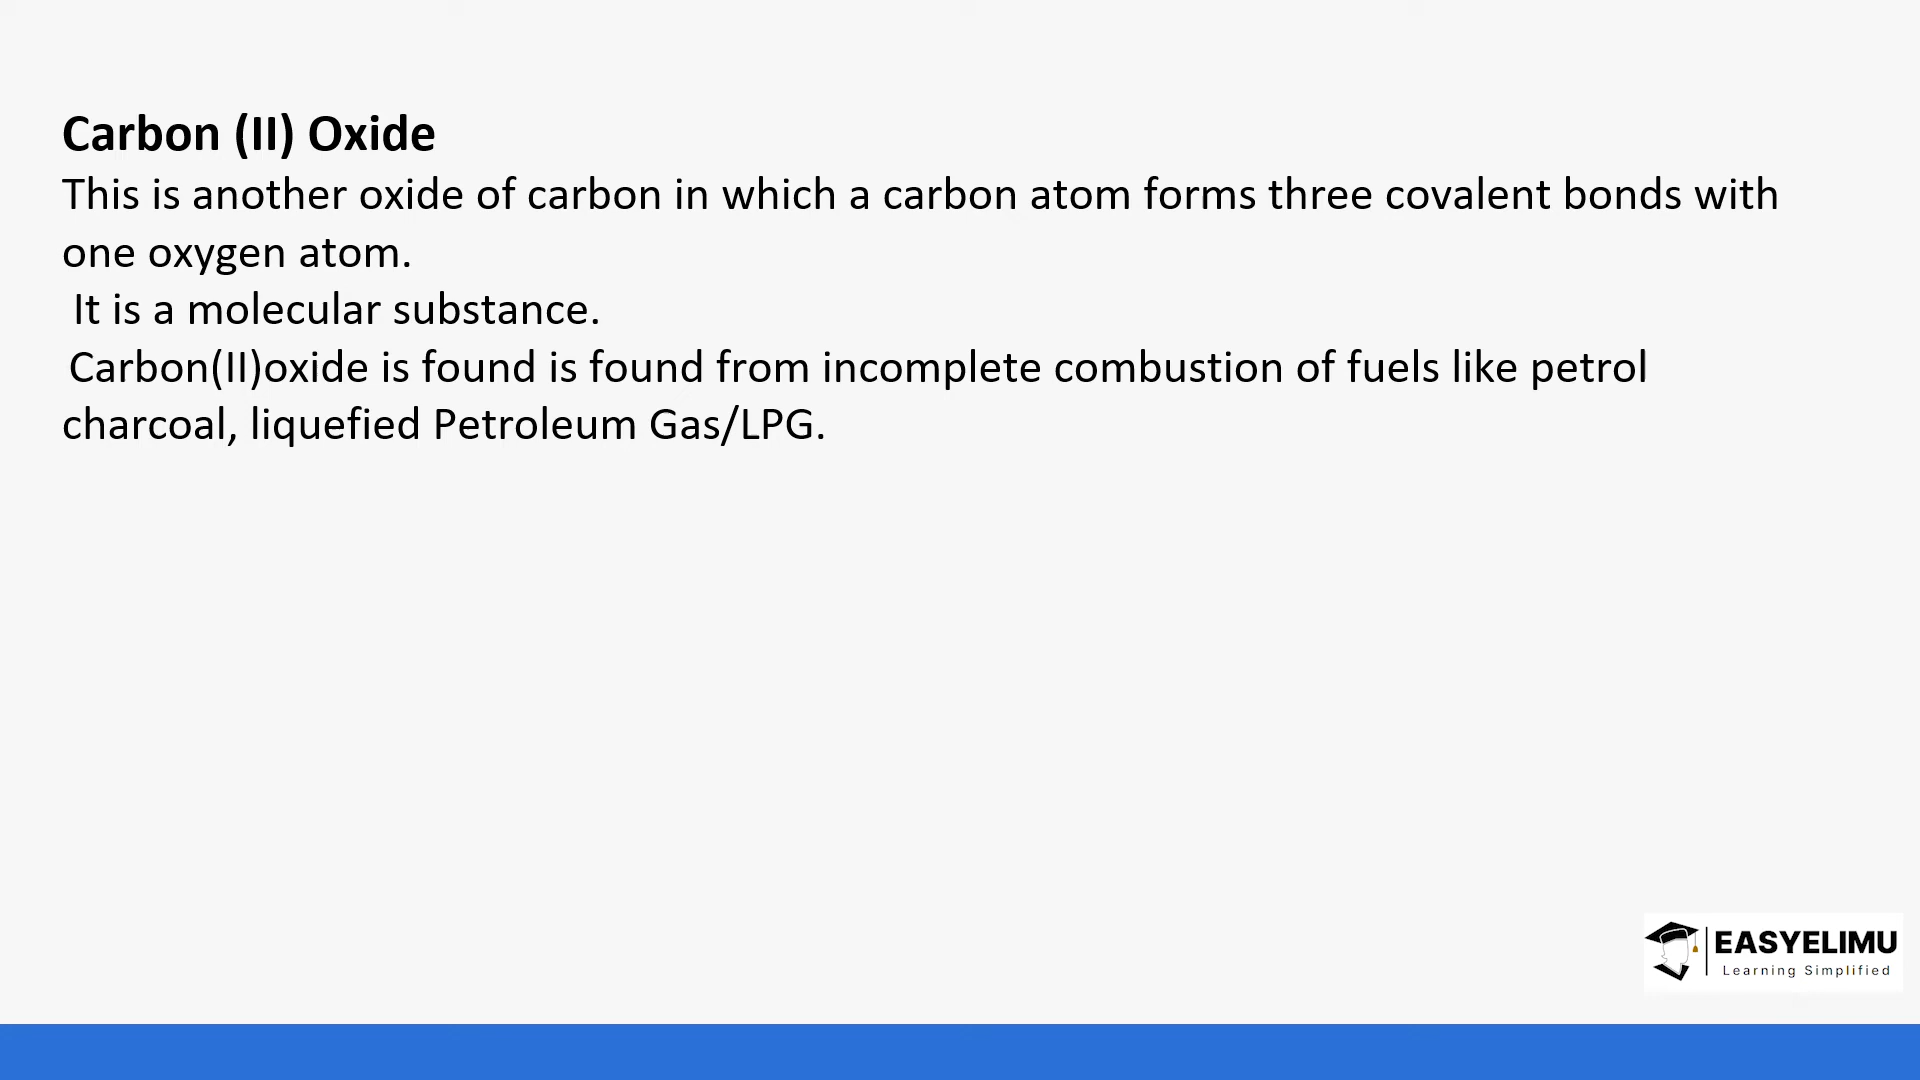 Carbon (II) Oxide
This is another oxide of carbon in which a carbon atom forms three covalent bonds with
one oxygen atom.
It is a molecular substance.
Carbon(II)oxide is found is found from incomplete combustion of fuels like petrol
charcoal, liquefied Petroleum Gas/LPG.
EASYELIMU
Learning Simplified